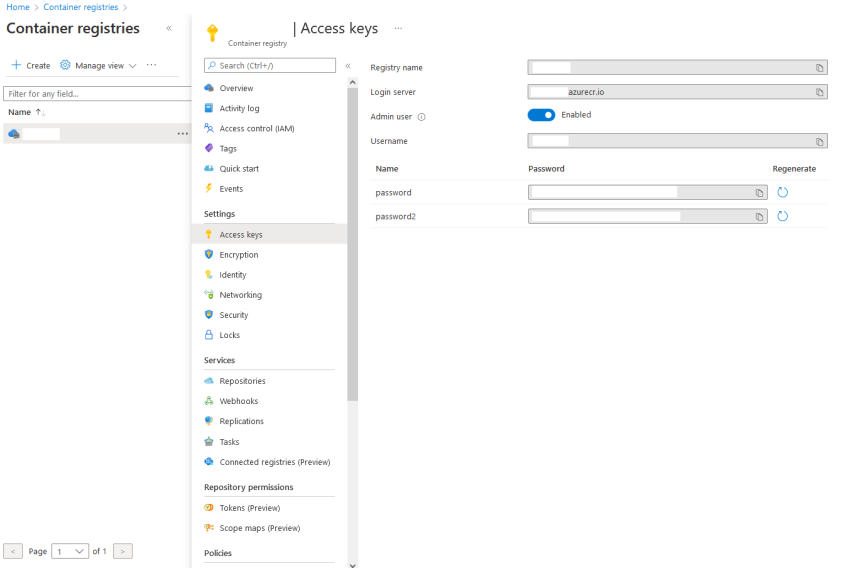 Home > Container registries >
Container registries «
+ Create Manage view ···
Filter for any field...
Name ↑↓
···
< Page 1 of 1 >
| Access keys ···
Container registry
Search (Ctrl+/) «
Overview
Activity log
Access control (IAM)
Tags
Quick start
Events
Settings
Access keys
Encryption
Identity
Networking
Security
Locks
Services
Repositories
Webhooks
Replications
Tasks
Connected registries (Preview)
Repository permissions
Tokens (Preview)
Scope maps (Preview)
Policies
Registry name
Login server azurecr.io
Admin user Enabled
Username
Name Password Regenerate
password
password2